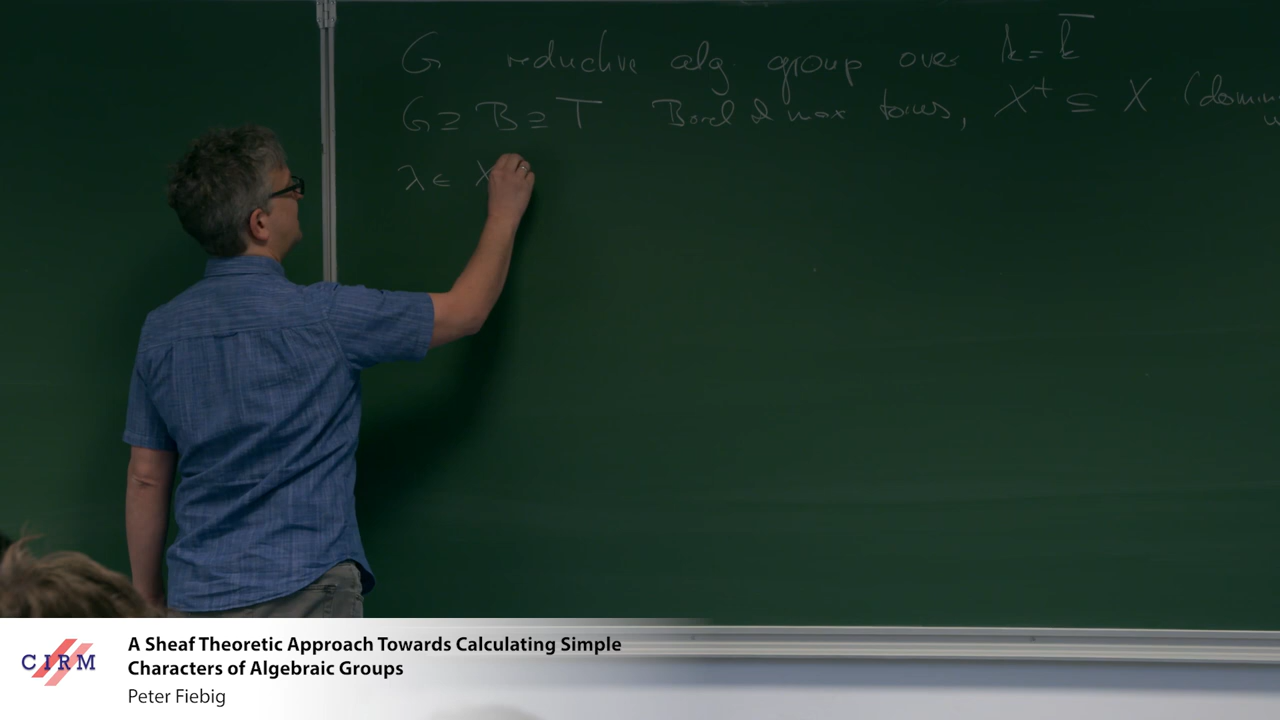 G reductive alg. group over k = k̄
G ⊇ B ⊇ T Borel & max torus, X⁺ ⊆ X (domin
w
λ ∈ X
CIRM
A Sheaf Theoretic Approach Towards Calculating Simple
Characters of Algebraic Groups
Peter Fiebig